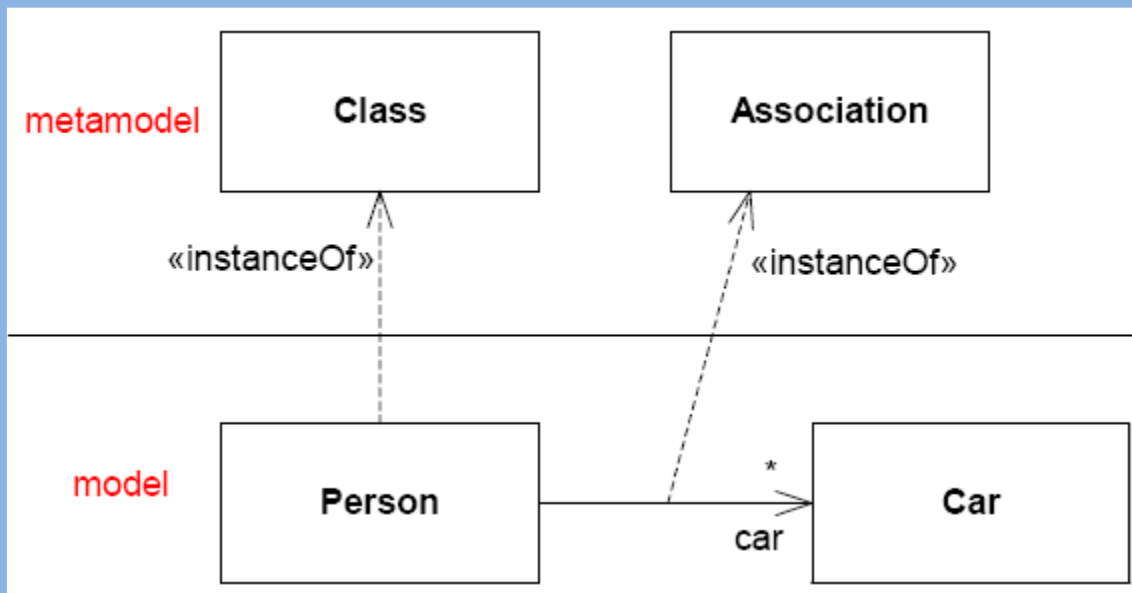 metamodel
Class
Association
«instanceOf»
«instanceOf»
model
Person
*
car
Car